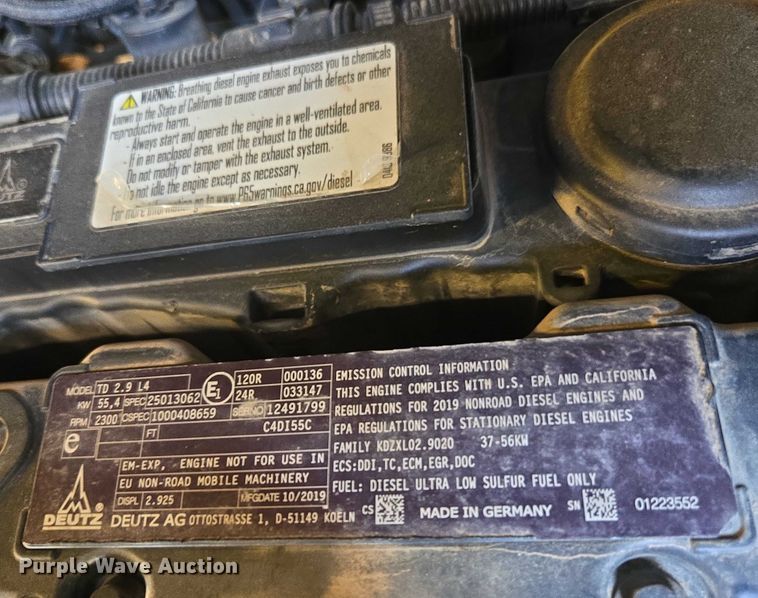 WARNING: Breathing diesel engine exhaust exposes you to chemicals
known to the State of California to cause cancer and birth defects or other
reproductive harm.
- Always start and operate the engine in a well-ventilated area.
- If in an enclosed area, vent the exhaust to the outside.
- Do not modify or tamper with the exhaust system.
- Do not idle the engine except as necessary.
For more information go to www.P65warnings.ca.gov/diesel
DEUTZ
MODEL TD 2.9 L4
KW 55,4 SPEC 25013062
RPM 2300 CSPEC 1000408659
E1
120R 000136
24R 033147
SERNO 12491799
e FT C4DI55C
EM-EXP, ENGINE NOT FOR USE IN
EU NON-ROAD MOBILE MACHINERY
DISPL 2.925 MFGDATE 10/2019
EMISSION CONTROL INFORMATION
THIS ENGINE COMPLIES WITH U.S. EPA AND CALIFORNIA
REGULATIONS FOR 2019 NONROAD DIESEL ENGINES AND
EPA REGULATIONS FOR STATIONARY DIESEL ENGINES
FAMILY KDZXL02.9020 37-56KW
ECS:DDI,TC,ECM,EGR,DOC
FUEL: DIESEL ULTRA LOW SULFUR FUEL ONLY
DEUTZ DEUTZ AG OTTOSTRASSE 1, D-51149 KOELN CS MADE IN GERMANY SN 01223552
Purple Wave Auction